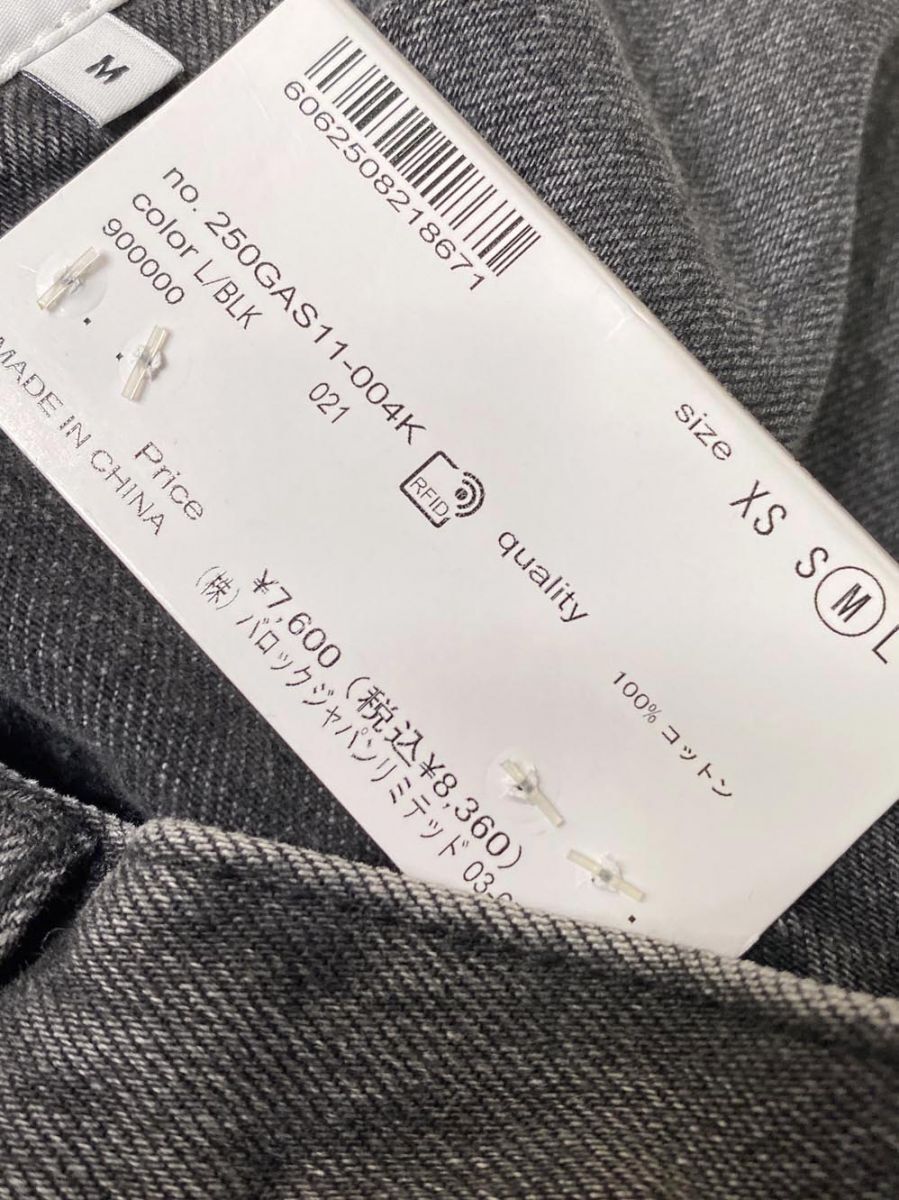 M
606250821867​1
no. 250GAS11-004K
color L/BLK 021
900000
RFID
size XS S M L
quality 100% コットン
Price ¥7,600 (税込¥8,360)
MADE IN CHINA (株) バロックジャパンリミテッド 03-